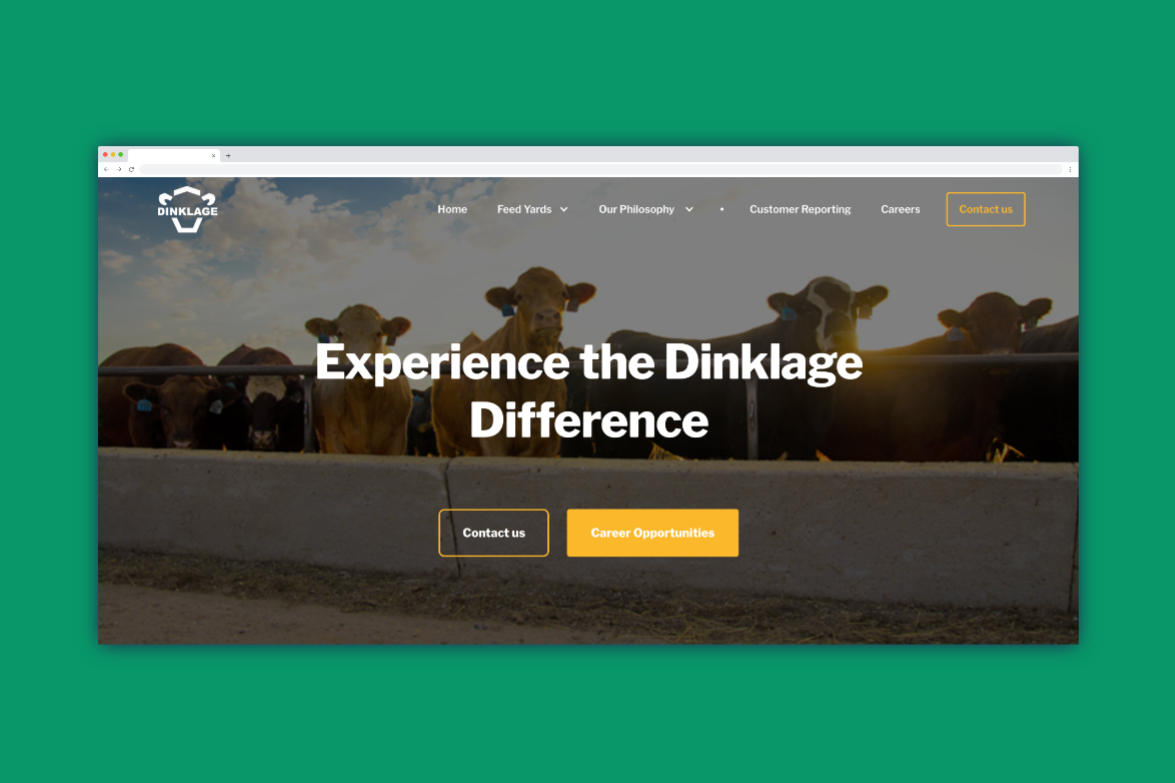 DINKLAGE
Home
Feed Yards
Our Philosophy
Customer Reporting
Careers
Contact us
Experience the Dinklage
Difference
Contact us
Career Opportunities